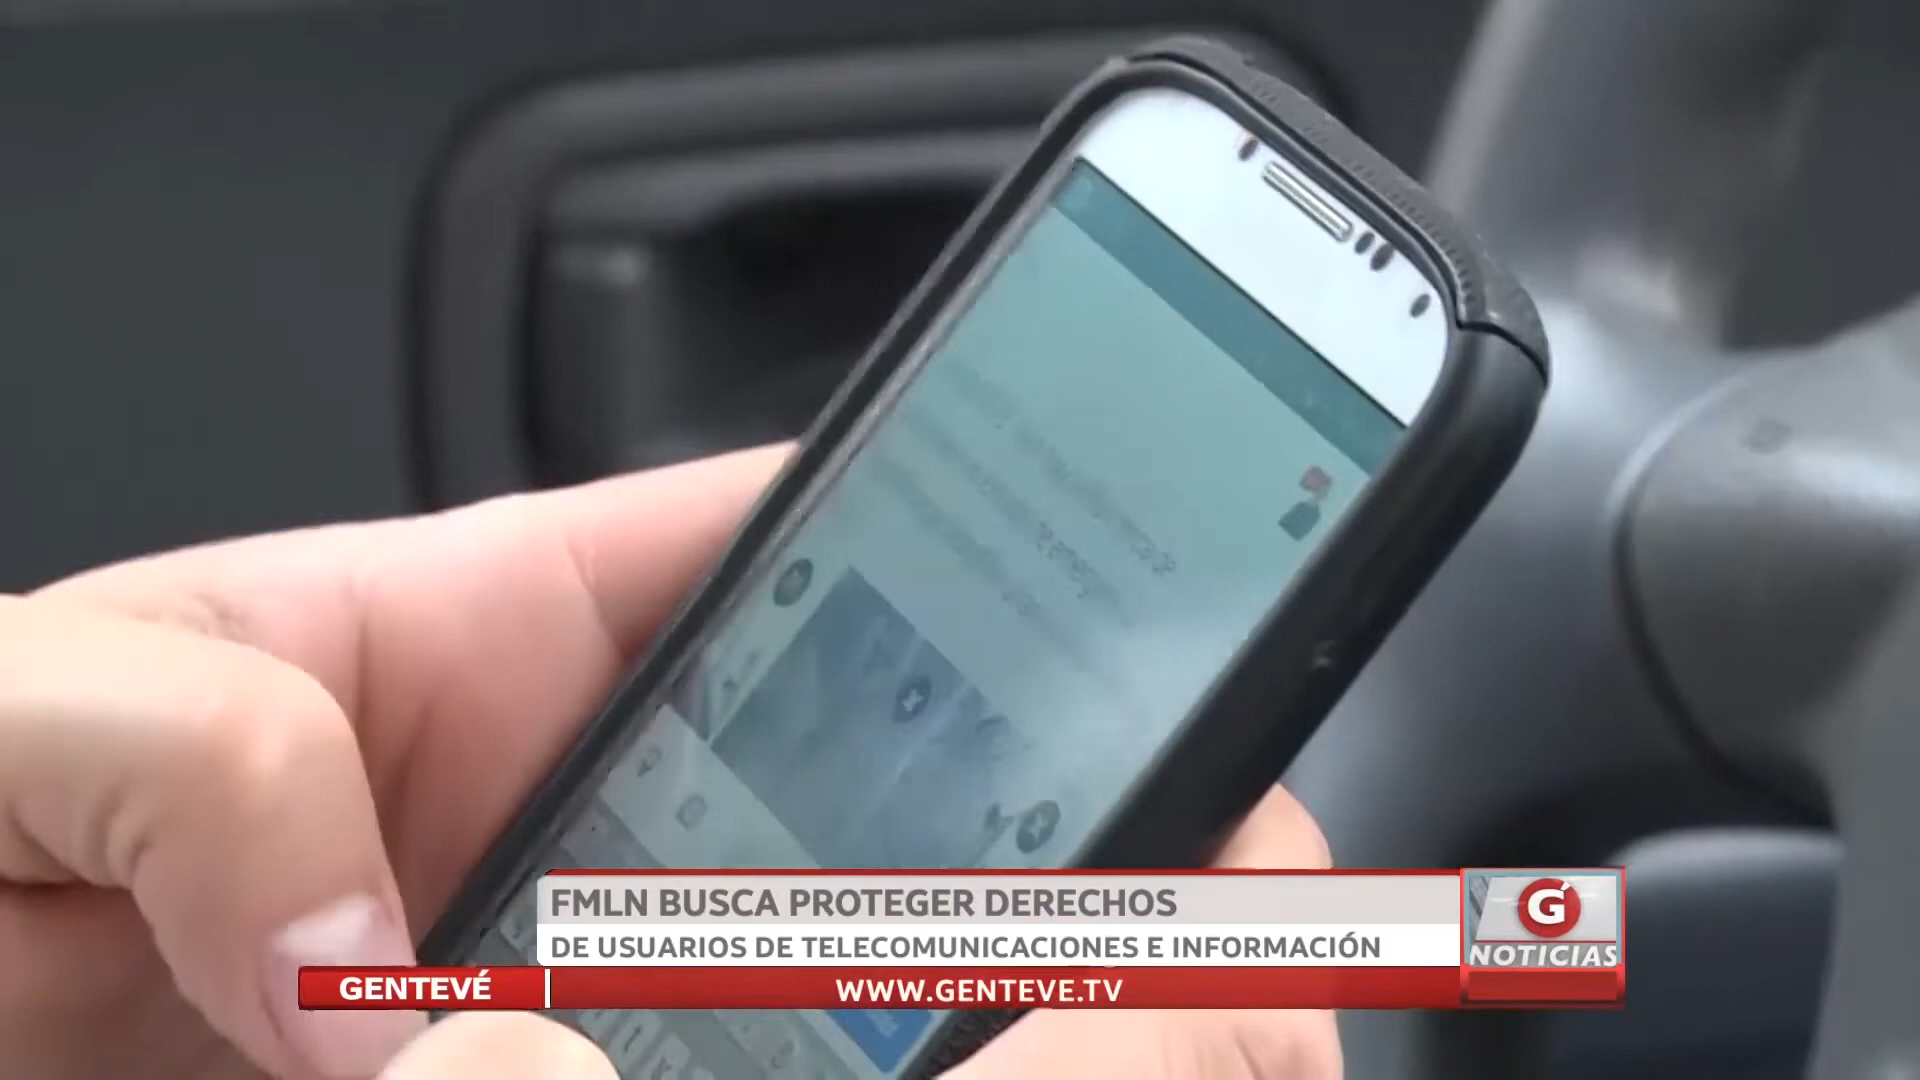 FMLN BUSCA PROTEGER DERECHOS
DE USUARIOS DE TELECOMUNICACIONES E INFORMACIÓN
G
NOTICIAS
GENTEVÉ
WWW.GENTEVE.TV